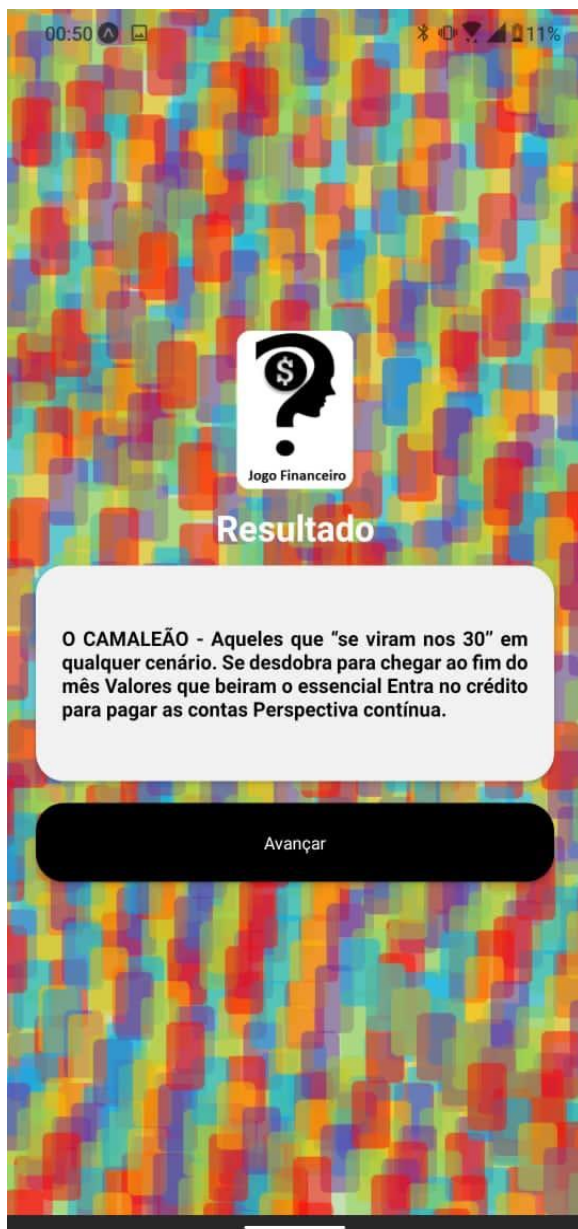 00:50
11%
$
Jogo Financeiro
Resultado
O CAMALEÃO - Aqueles que “se viram nos 30” em
qualquer cenário. Se desdobra para chegar ao fim do
mês Valores que beiram o essencial Entra no crédito
para pagar as contas Perspectiva contínua.
Avançar